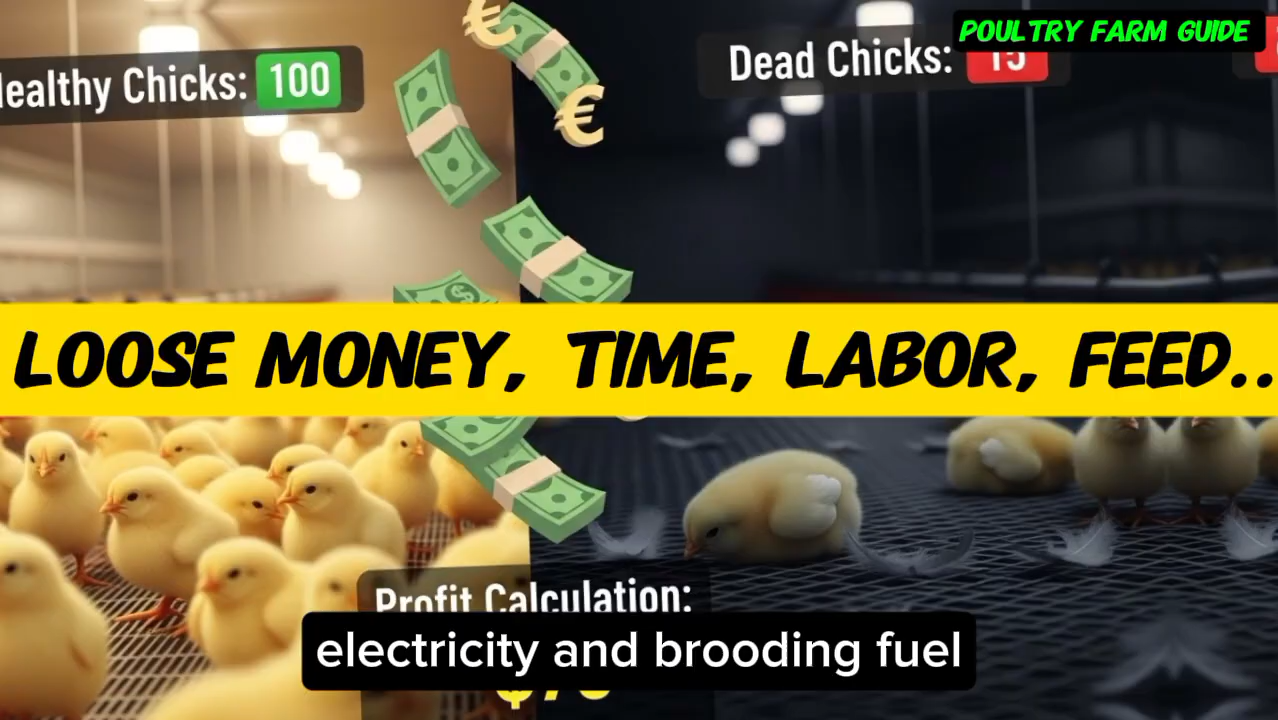 POULTRY FARM GUIDE
Healthy Chicks: 100
Dead Chicks: 15
LOOSE MONEY, TIME, LABOR, FEED..
Profit Calculation:
electricity and brooding fuel